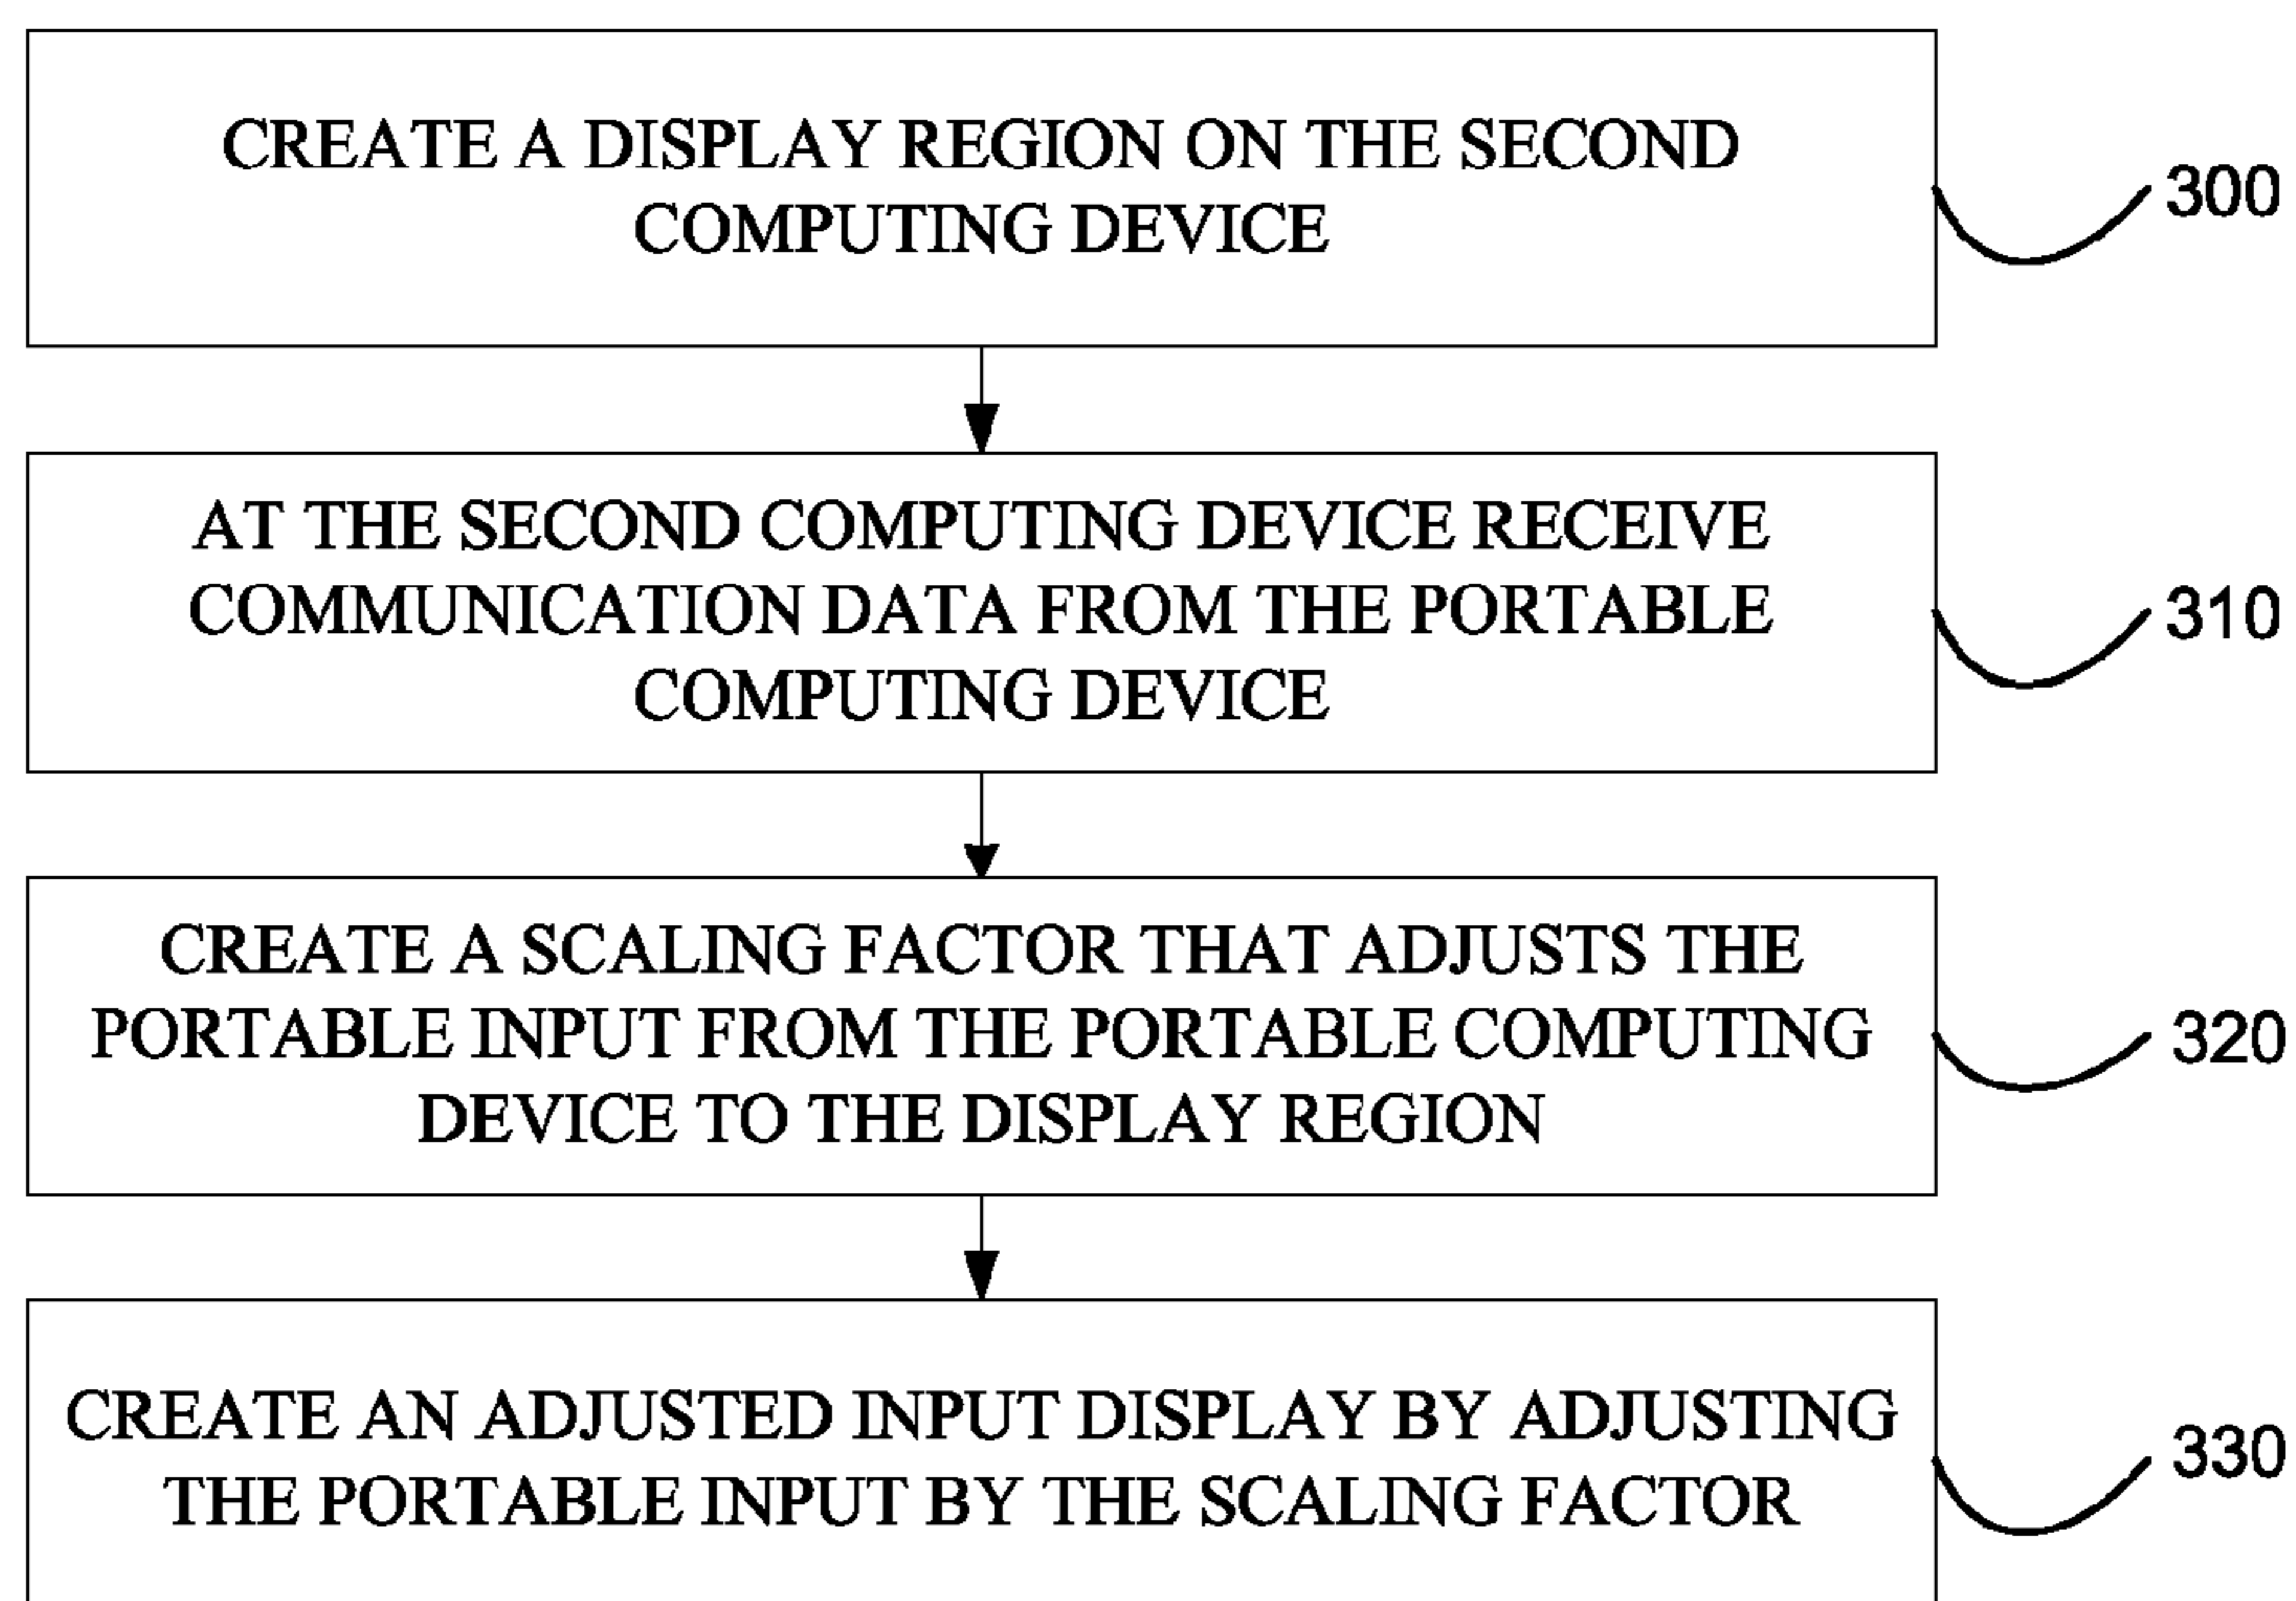 CREATE A DISPLAY REGION ON THE SECOND
COMPUTING DEVICE
300
AT THE SECOND COMPUTING DEVICE RECEIVE
COMMUNICATION DATA FROM THE PORTABLE
COMPUTING DEVICE
310
CREATE A SCALING FACTOR THAT ADJUSTS THE
PORTABLE INPUT FROM THE PORTABLE COMPUTING
DEVICE TO THE DISPLAY REGION
320
CREATE AN ADJUSTED INPUT DISPLAY BY ADJUSTING
THE PORTABLE INPUT BY THE SCALING FACTOR
330